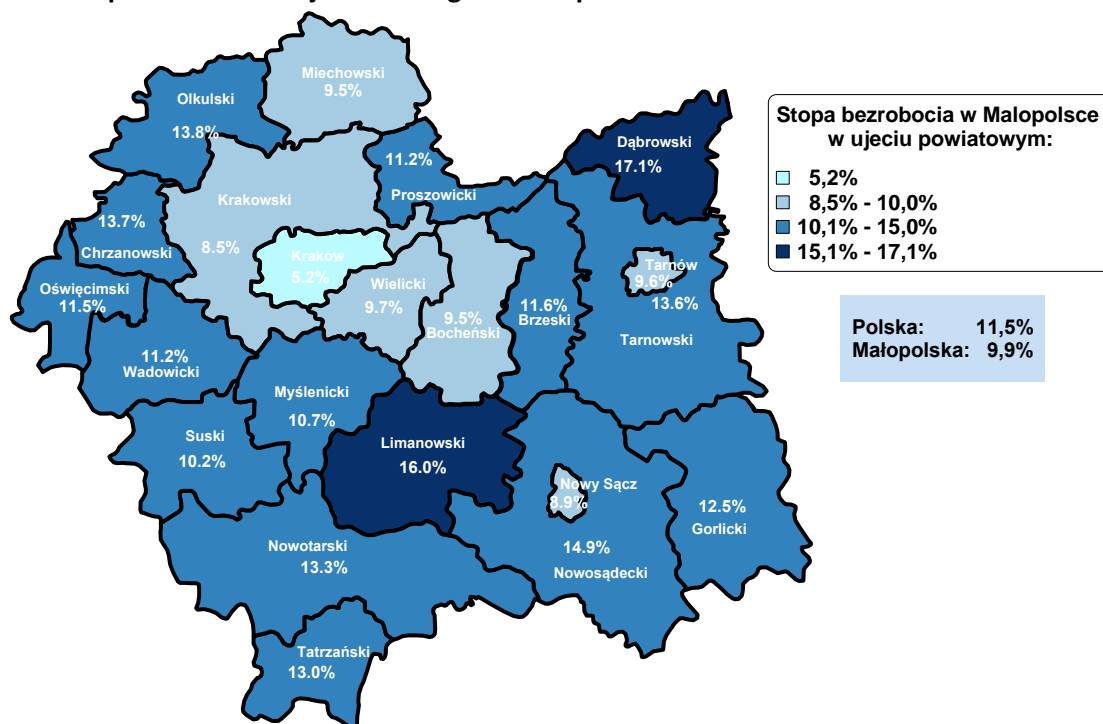 Miechowski
9.5%
Olkulski
13.8%
Dąbrowski
17.1%
11.2%
Proszowicki
Krakowski
8.5%
13.7%
Chrzanowski
Kraków
5.2%
Tarnów
9.6%
13.6%
Tarnowski
Wielicki
9.7%
Oświęcimski
11.5%
9.5%
Bocheński
11.6%
Brzeski
11.2%
Wadowicki
Myślenicki
10.7%
Suski
10.2%
Limanowski
16.0%
Nowy Sącz
8.9%
12.5%
Gorlicki
Nowotarski
13.3%
14.9%
Nowosądecki
Tatrzański
13.0%
Stopa bezrobocia w Malopolsce
w ujeciu powiatowym:
5,2%
8,5% - 10,0%
10,1% - 15,0%
15,1% - 17,1%
Polska: 11,5%
Małopolska: 9,9%